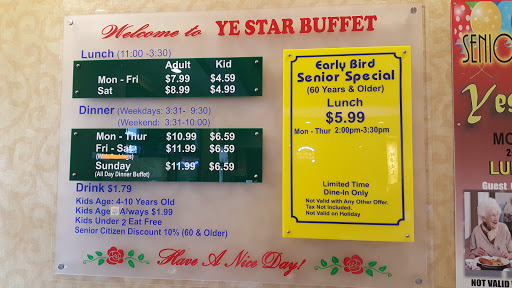 Welcome to YE STAR BUFFET
Lunch (11:00 -3:30)
Adult Kid
Mon - Fri $7.99 $4.59
Sat $8.99 $4.99
Dinner (Weekdays: 3:31- 9:30)
(Weekend: 3:31-10:00)
Mon - Thur $10.99 $6.59
Fri - Sat $11.99 $6.59
Sunday $11.99 $6.59
(All Day Dinner Buffet)
Drink $1.79
Kids Age: 4-10 Years Old
Kids Age Always $1.99
Kids Under 2 Eat Free
Senior Citizen Discount 10% (60 & Older)
Have A Nice Day!
Early Bird
Senior Special
(60 Years & Older)
Lunch
$5.99
Mon - Thur 2:00pm-3:30pm
Limited Time
Dine-In Only
Not Valid with Any Other Offer.
Tax Not Included.
Not Valid on Holiday
SENIO
Ye
MO
2
LU
Guest
NOT VALID